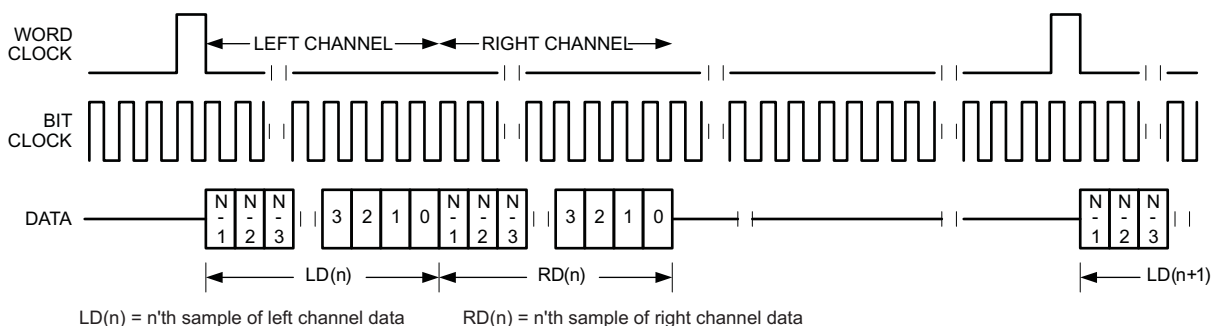 WORD
CLOCK
LEFT CHANNEL
RIGHT CHANNEL
BIT
CLOCK
DATA
N
-
1
N
-
2
N
-
3
3
2
1
0
N
-
1
N
-
2
N
-
3
3
2
1
0
N
-
1
N
-
2
N
-
3
LD(n)
RD(n)
LD(n+1)
LD(n) = n'th sample of left channel data
RD(n) = n'th sample of right channel data